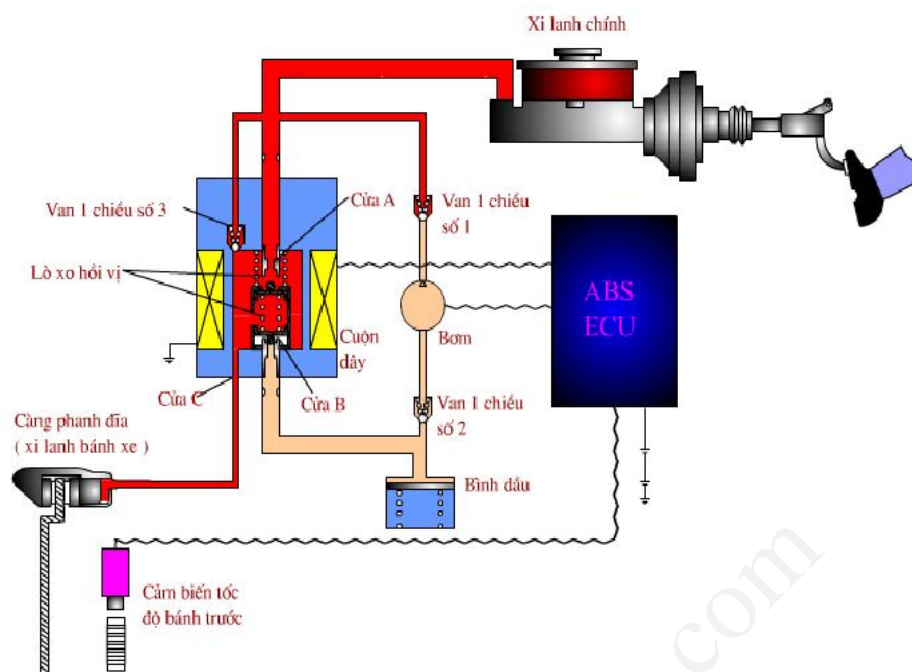 Xi lanh chính
Van 1 chiều số 3
Cửa A
Van 1 chiều
số 1
Lò xo hồi vị
ABS
ECU
Bơm
Cuộn
dây
Cửa C
Cửa B
Van 1 chiều
số 2
Càng phanh đĩa
( xi lanh bánh xe )
Bình dầu
Cảm biến tốc
độ bánh trước
com